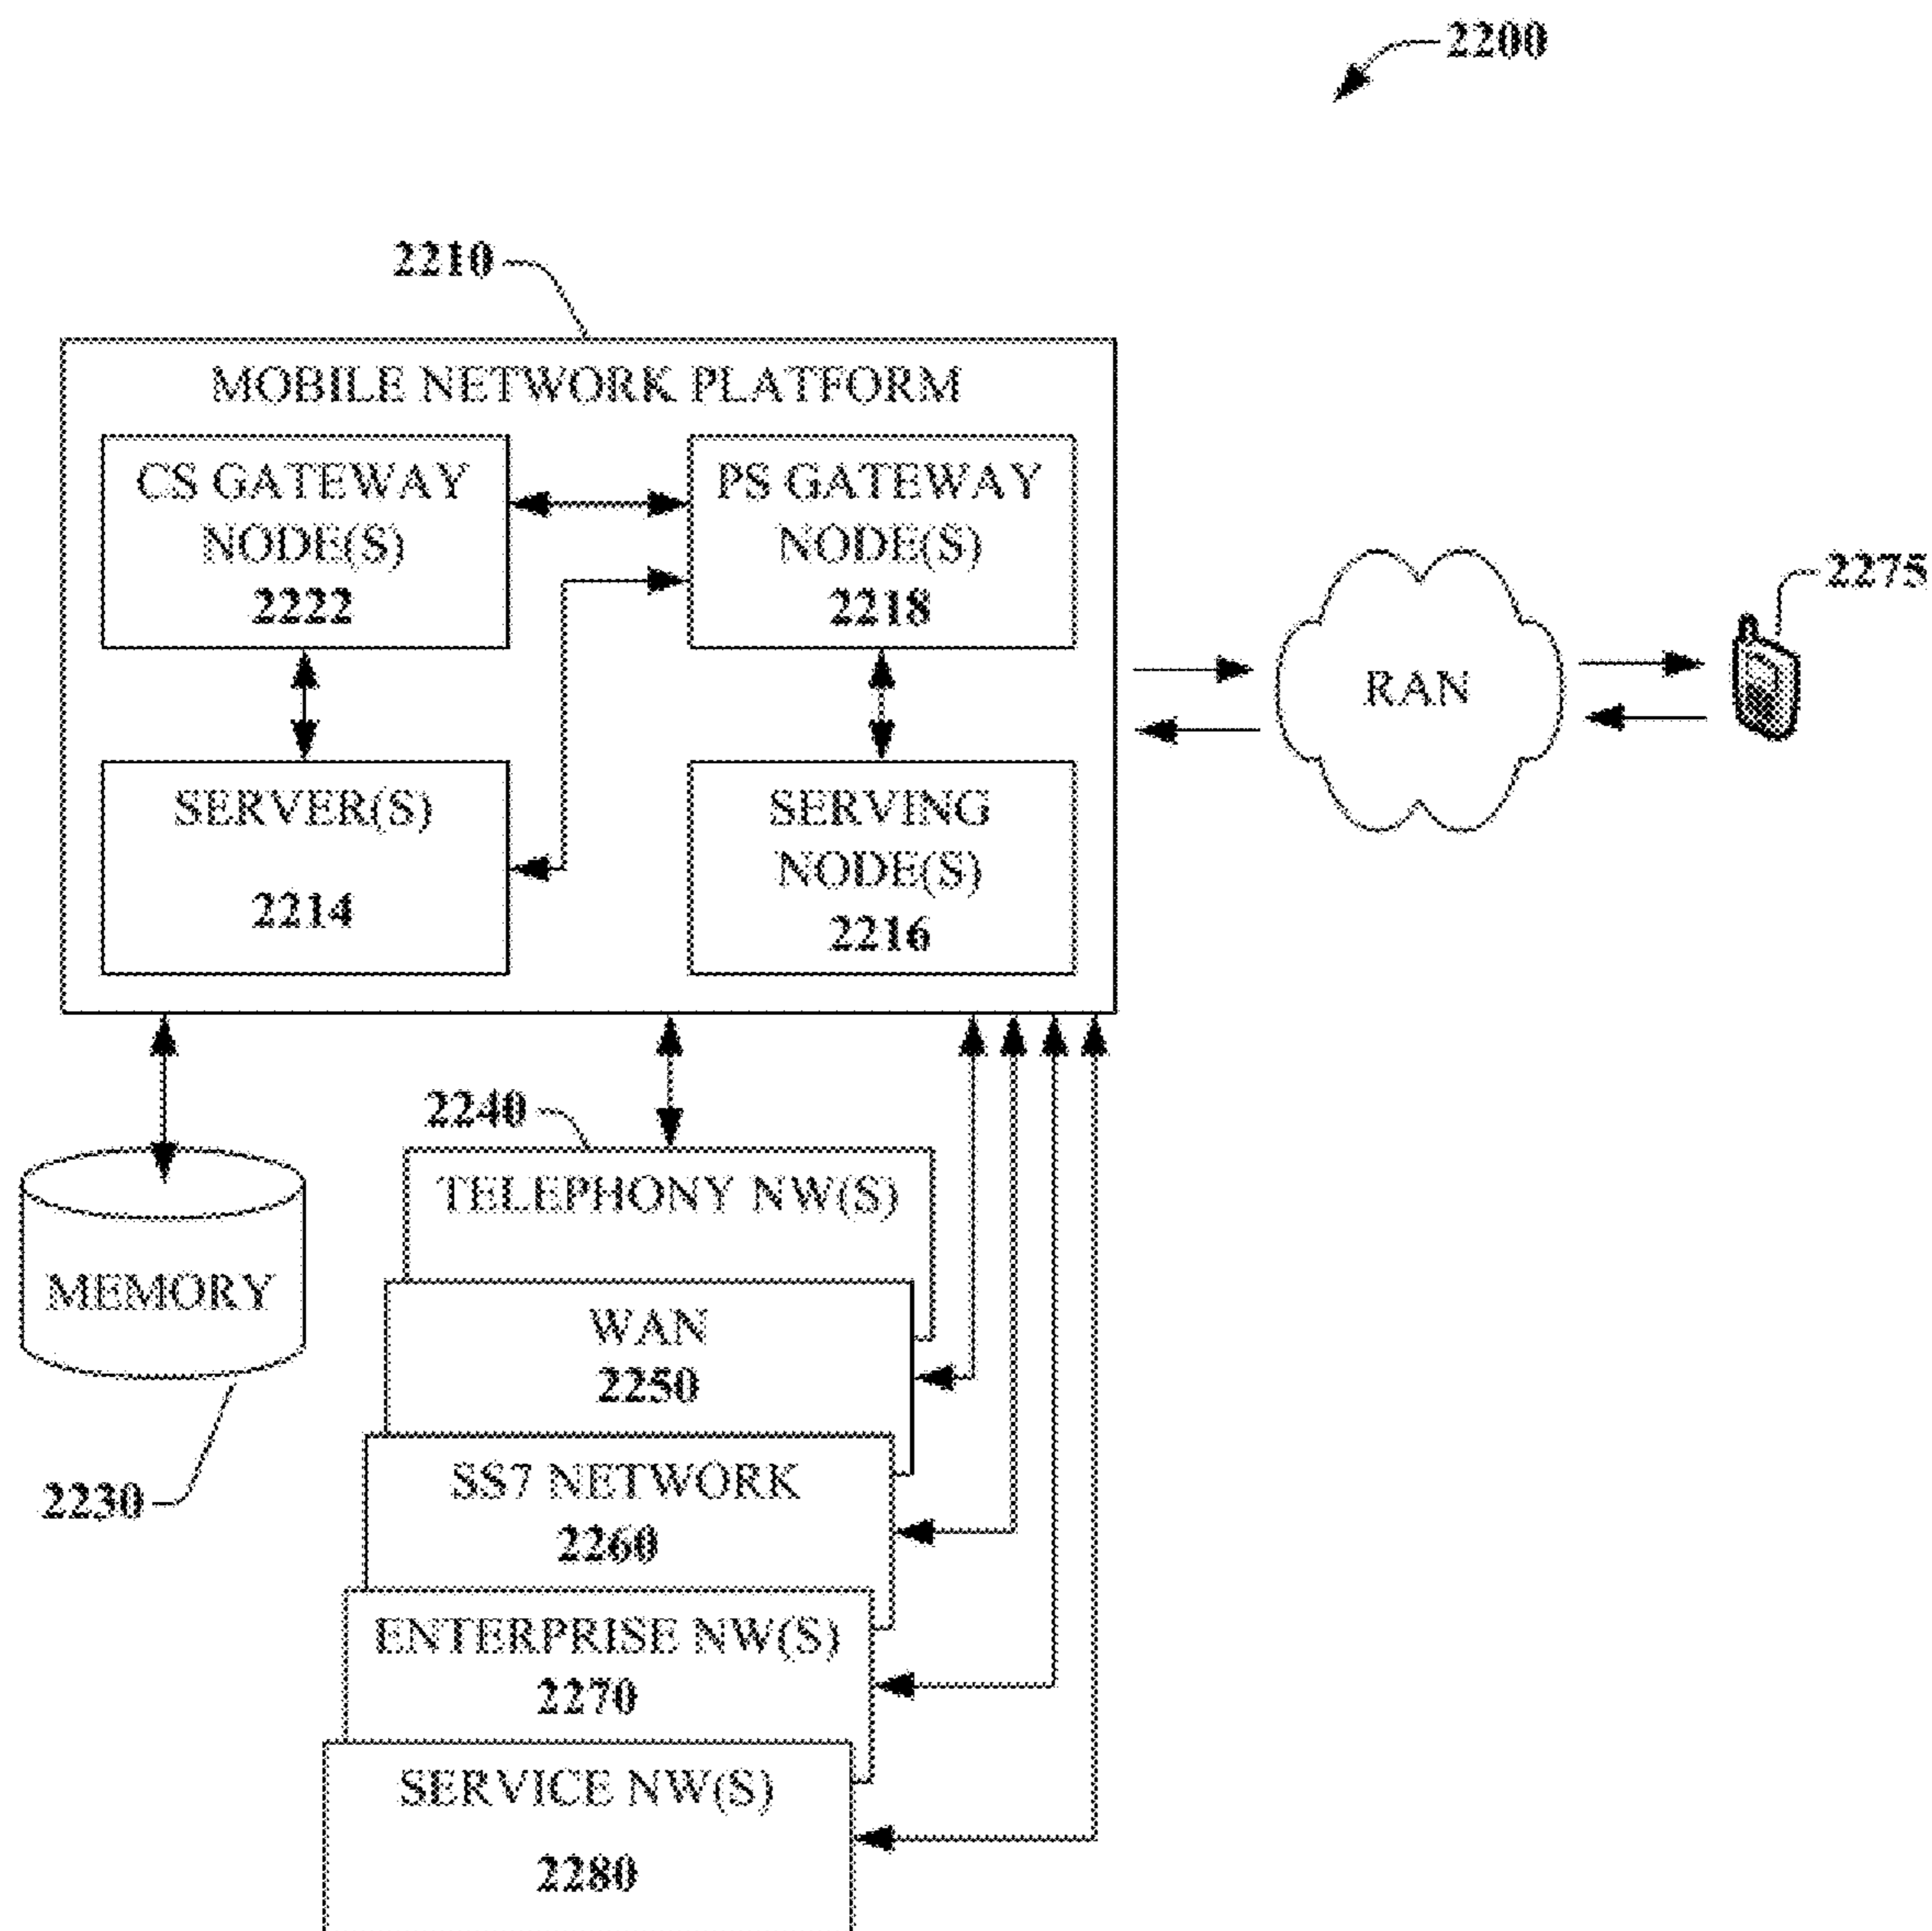 2200
2210
MOBILE NETWORK PLATFORM
CS GATEWAY
NODE(S)
2222
PS GATEWAY
NODE(S)
2218
SERVER(S)
2214
SERVING
NODE(S)
2216
RAN
2275
2240
TELEPHONY NW(S)
MEMORY
2230
WAN
2250
SS7 NETWORK
2260
ENTERPRISE NW(S)
2270
SERVICE NW(S)
2280